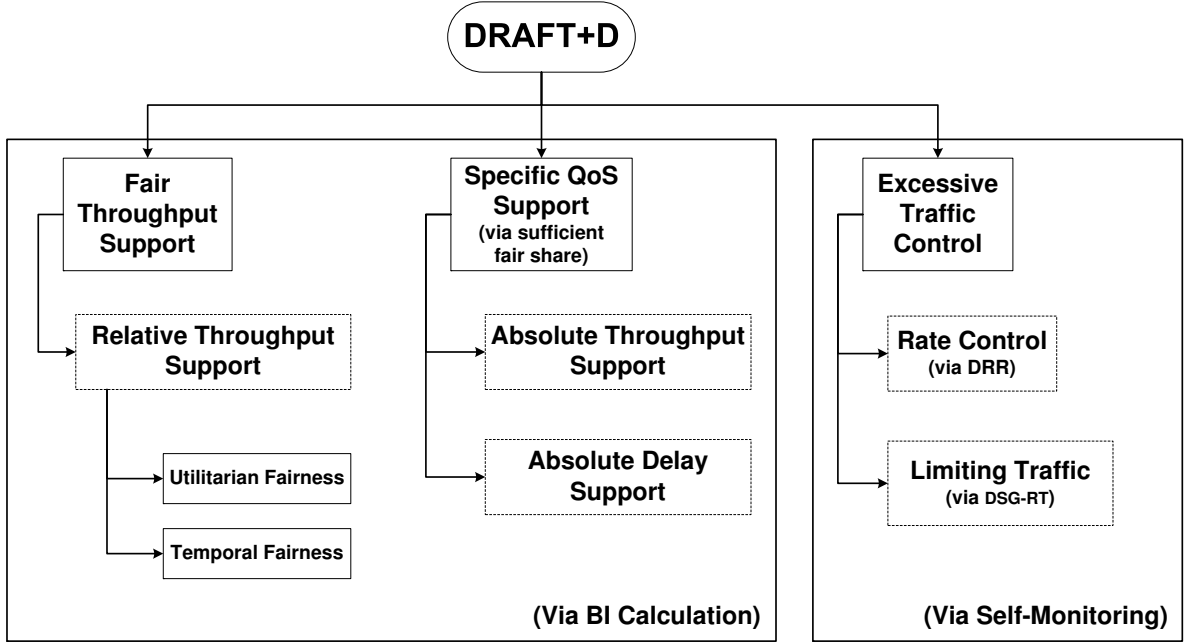 DRAFT+D
Fair
Throughput
Support
Relative Throughput
Support
Utilitarian Fairness
Temporal Fairness
Specific QoS
Support
(via sufficient
fair share)
Absolute Throughput
Support
Absolute Delay
Support
(Via BI Calculation)
Excessive
Traffic
Control
Rate Control
(via DRR)
Limiting Traffic
(via DSG-RT)
(Via Self-Monitoring)